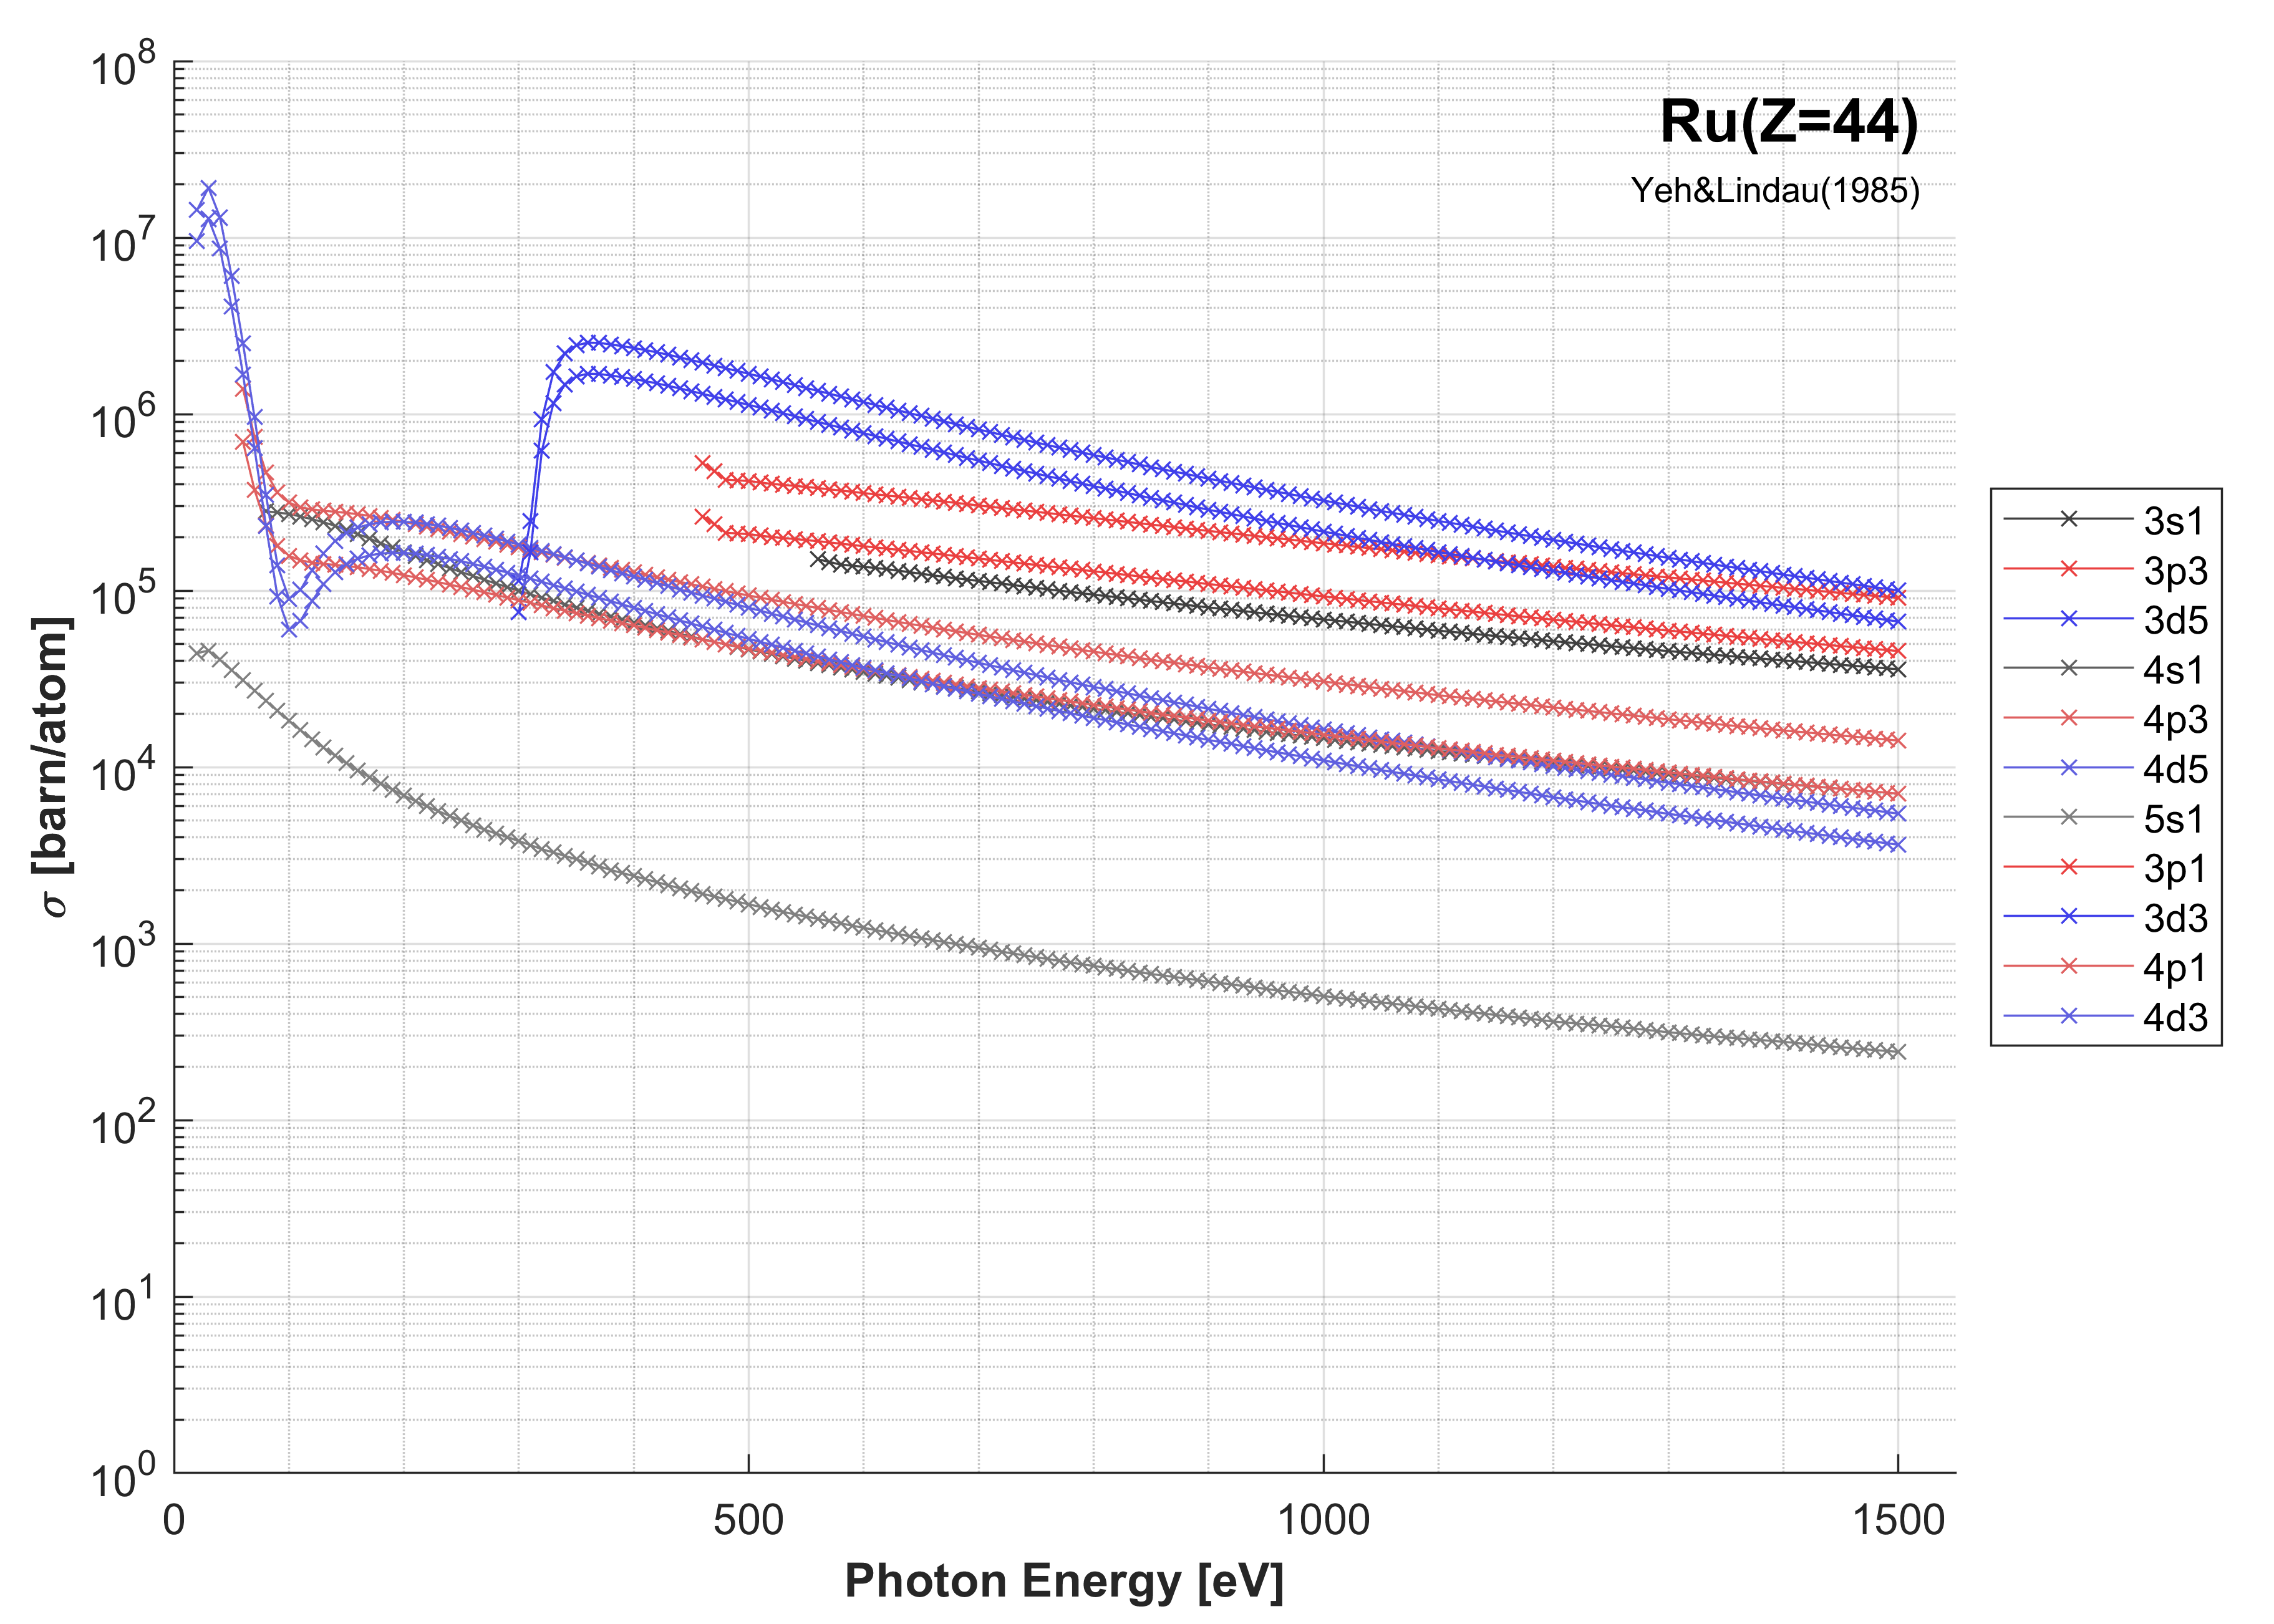 Ru(Z=44)
Yeh&Lindau(1985)
10^8
10^7
10^6
10^5
10^4
10^3
10^2
10^1
10^0
σ [barn/atom]
0 500 1000 1500
Photon Energy [eV]
3s1
3p3
3d5
4s1
4p3
4d5
5s1
3p1
3d3
4p1
4d3